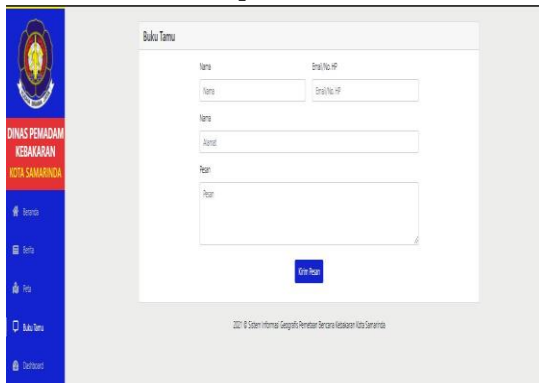 DINAS PEMADAM
KEBAKARAN
KOTA SAMARINDA
Beranda
Berita
Peta
Buku Tamu
Dashboard
Buku Tamu
Nama
Email/No. HP
Nama
Email/No. HP
Nama
Alamat
Pesan
Pesan
Kirim Pesan
2021 © Sistem Informasi Geografis Pemetaan Bencana Kebakaran Kota Samarinda